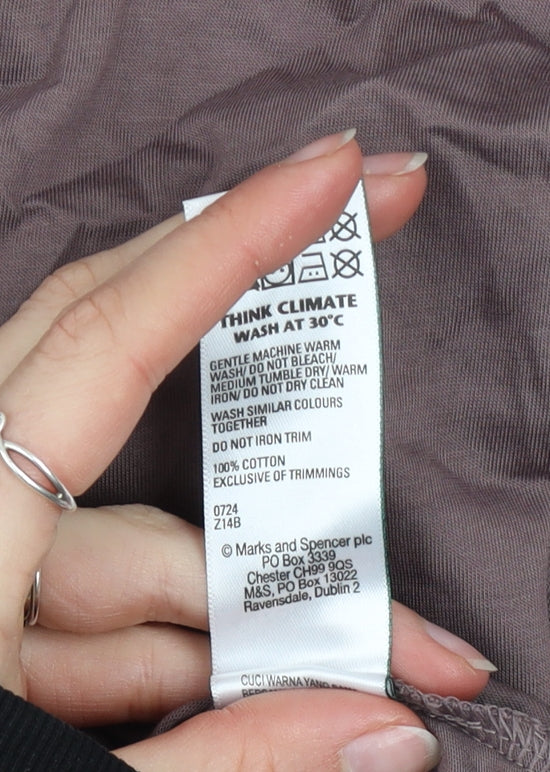 THINK CLIMATE
WASH AT 30°C
GENTLE MACHINE WARM
WASH/ DO NOT BLEACH/
MEDIUM TUMBLE DRY/ WARM
IRON/ DO NOT DRY CLEAN
WASH SIMILAR COLOURS
TOGETHER
DO NOT IRON TRIM
100% COTTON
EXCLUSIVE OF TRIMMINGS
0724
Z14B
© Marks and Spencer plc
PO Box 3339
Chester CH99 9QS
M&S, PO Box 13022
Ravensdale, Dublin 2
CUCI WARNA YANG